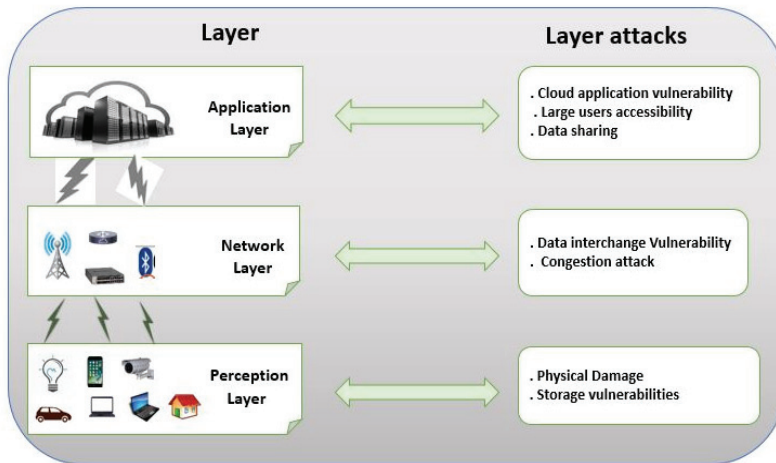 Layer
Layer attacks
Application
Layer
. Cloud application vulnerability
. Large users accessibility
. Data sharing
Network
Layer
. Data interchange Vulnerability
. Congestion attack
Perception
Layer
. Physical Damage
. Storage vulnerabilities